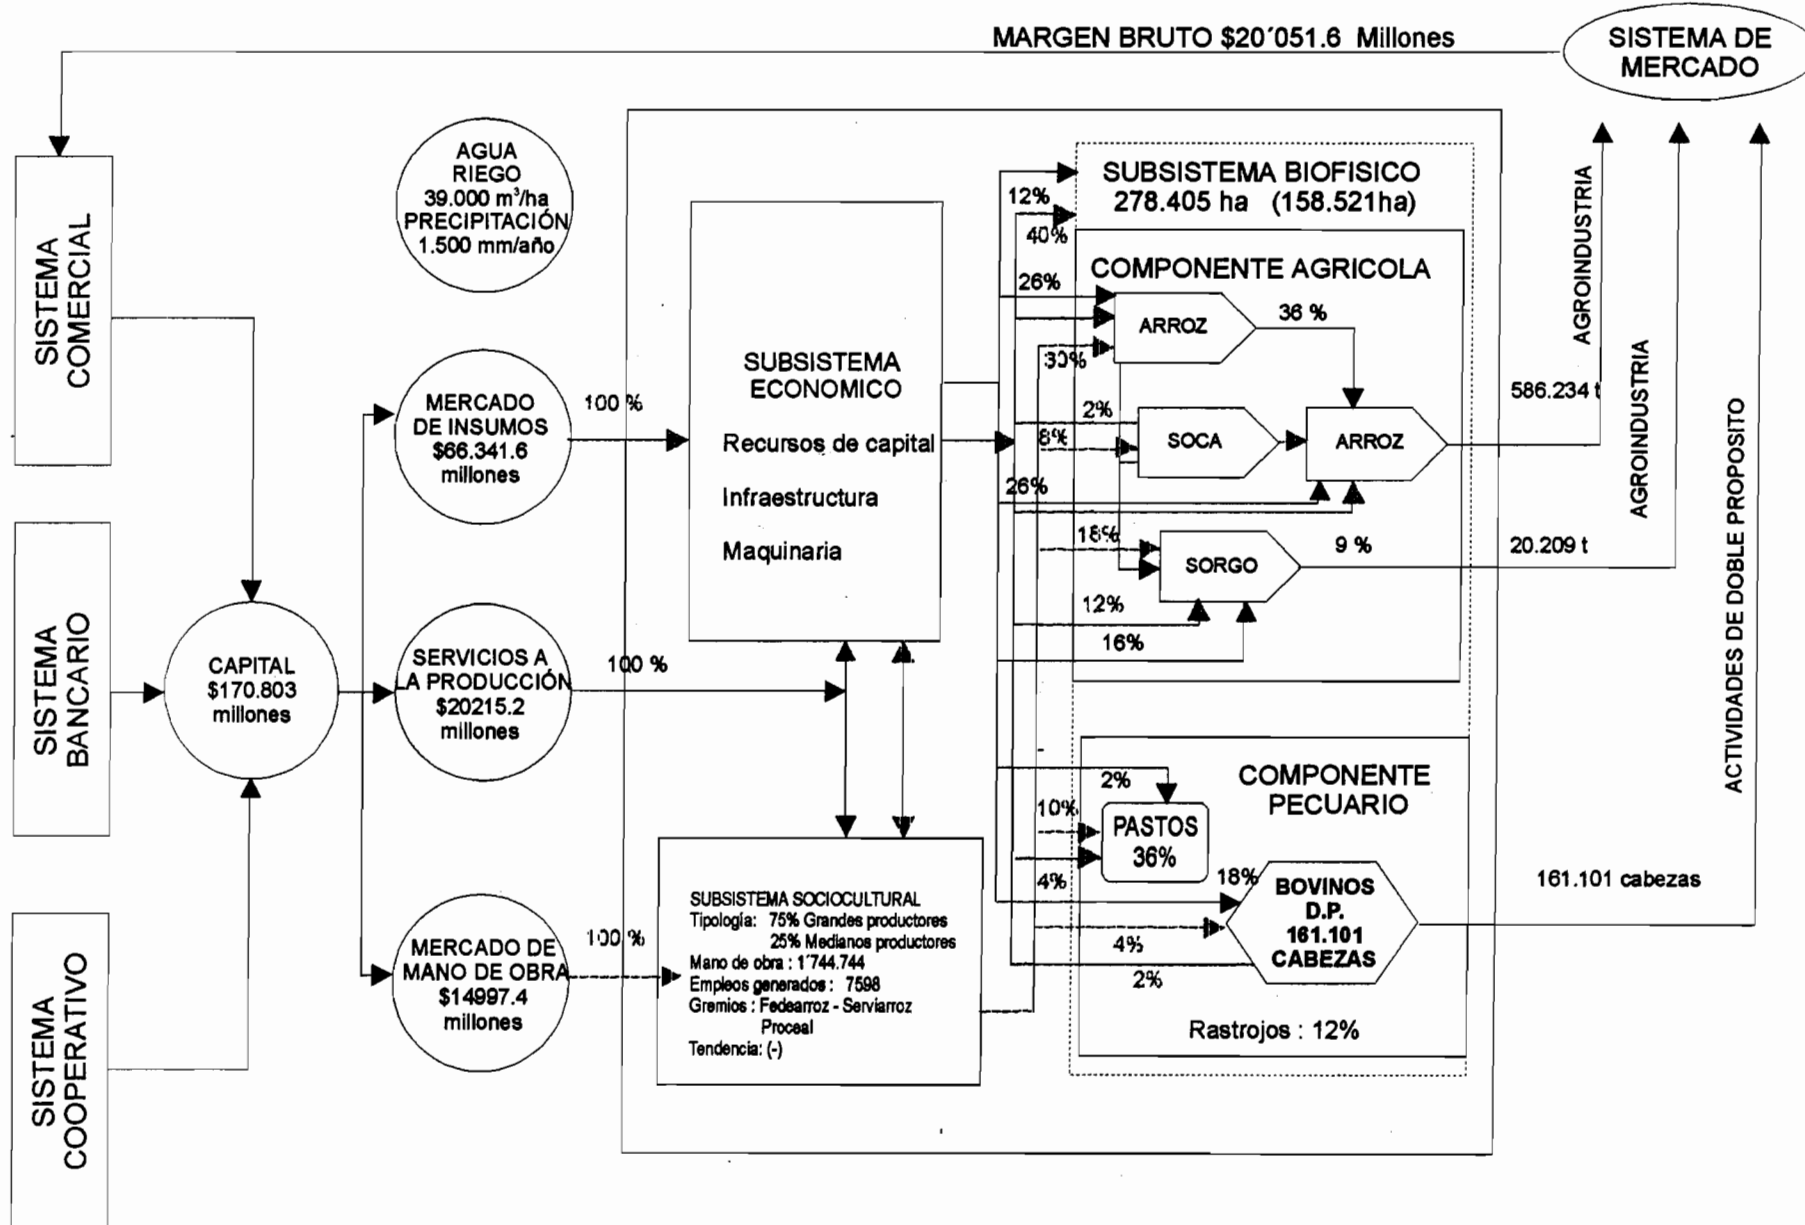 MARGEN BRUTO $20´051.6 Millones
SISTEMA DE
MERCADO
SISTEMA
COMERCIAL
SISTEMA
BANCARIO
SISTEMA
COOPERATIVO
CAPITAL
$170.803
millones
AGUA
RIEGO
39.000 m³/ha
PRECIPITACIÓN
1.500 mm/año
MERCADO
DE INSUMOS
$66.341.6
millones
100 %
SERVICIOS A
LA PRODUCCIÓN
$20215.2
millones
100 %
MERCADO DE
MANO DE OBRA
$14997.4
millones
100 %
SUBSISTEMA
ECONOMICO
Recursos de capital
Infraestructura
Maquinaria
SUBSISTEMA SOCIOCULTURAL
Tipología: 75% Grandes productores
25% Medianos productores
Mano de obra : 1'744.744
Empleos generados : 7598
Gremios : Fedearroz - Serviarroz
Proceal
Tendencia: (-)
SUBSISTEMA BIOFISICO
278.405 ha (158.521ha)
12%
40%
COMPONENTE AGRICOLA
26%
ARROZ
36 %
30%
2%
8%
SOCA
ARROZ
26%
18%
SORGO
9 %
12%
16%
COMPONENTE
PECUARIO
2%
10%
PASTOS
36%
4%
18%
BOVINOS
D.P.
161.101
CABEZAS
4%
2%
Rastrojos : 12%
586.234 t
AGROINDUSTRIA
20.209 t
AGROINDUSTRIA
161.101 cabezas
ACTIVIDADES DE DOBLE PROPOSITO